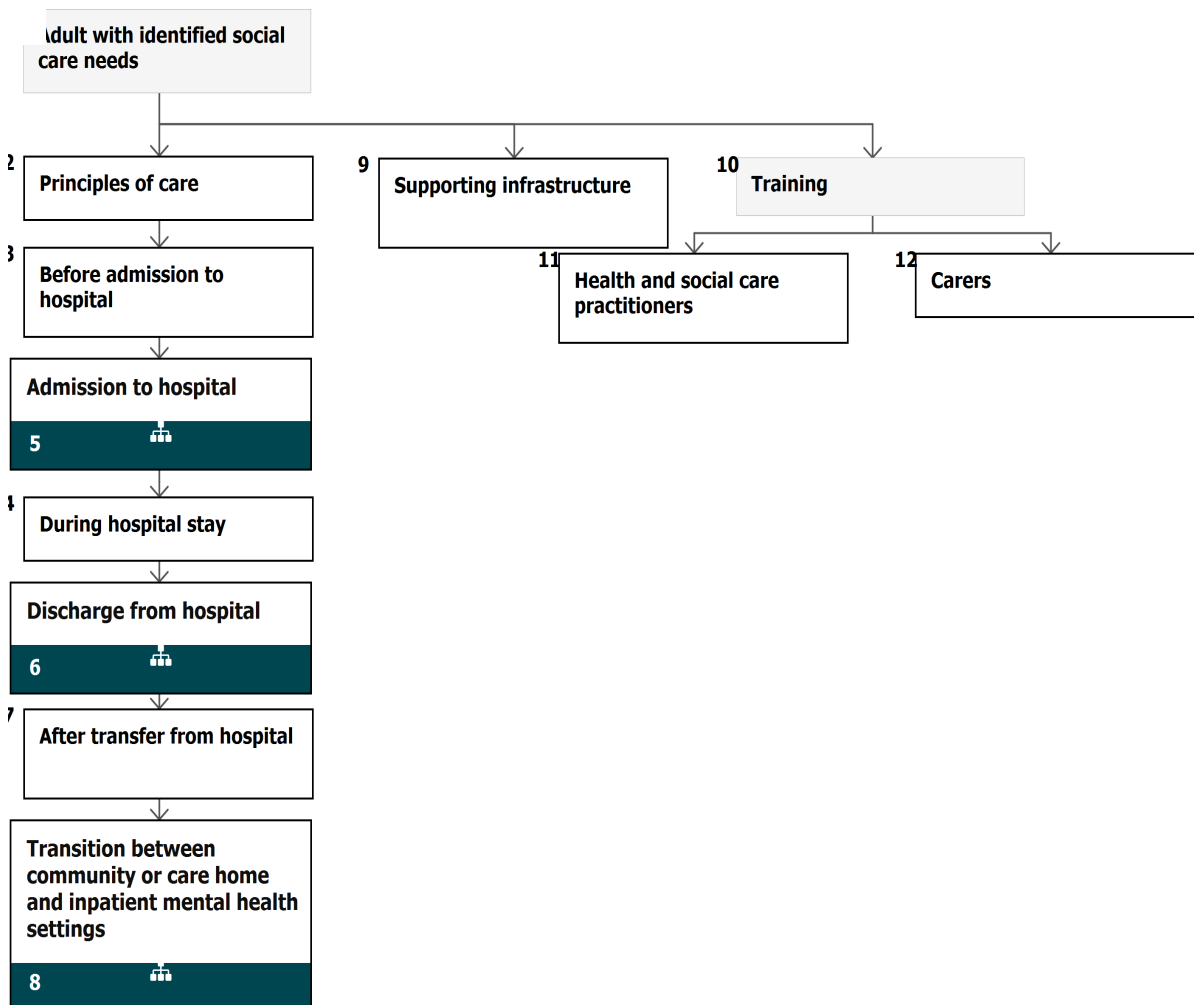 Adult with identified social
care needs
2
Principles of care
9
Supporting infrastructure
10
Training
3
Before admission to
hospital
11
Health and social care
practitioners
12
Carers
Admission to hospital
5
4
During hospital stay
Discharge from hospital
6
7
After transfer from hospital
Transition between
community or care home
and inpatient mental health
settings
8